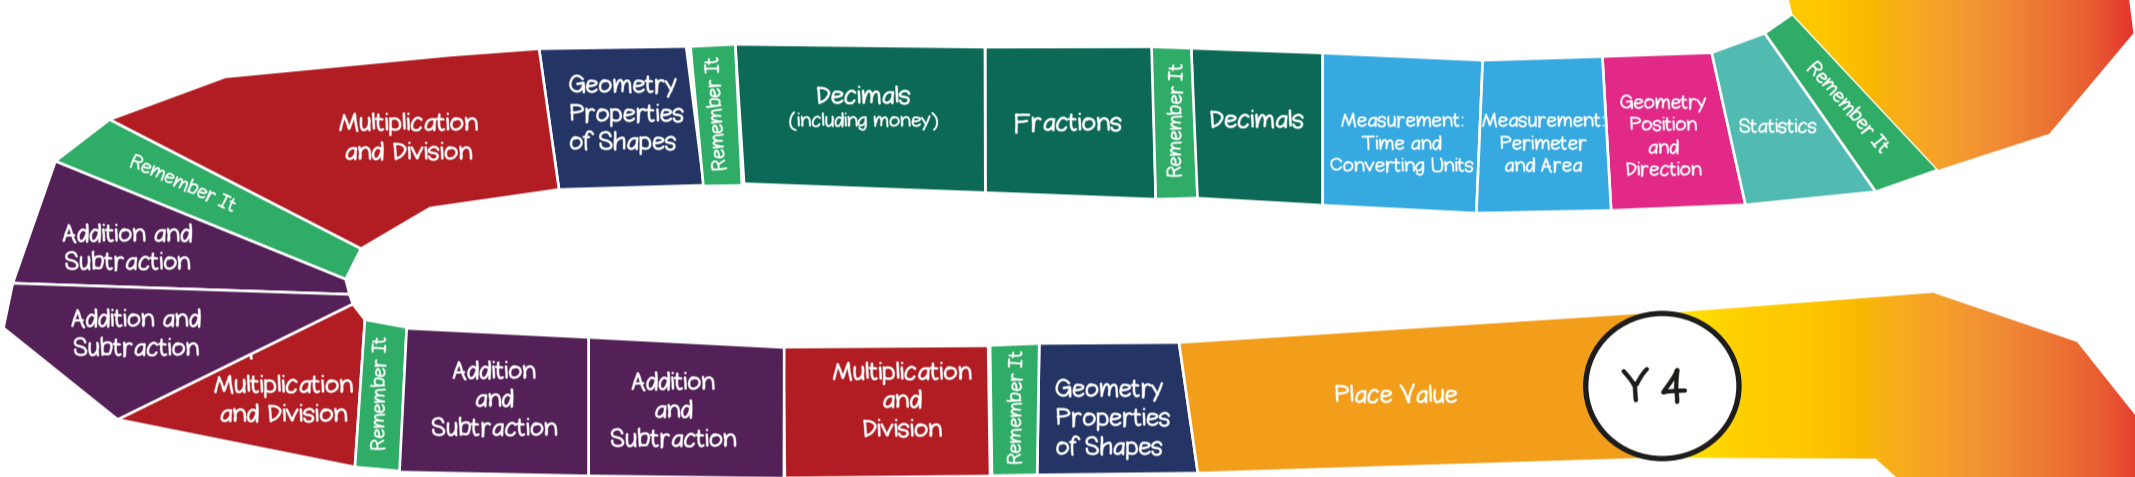 Multiplication
and Division
Geometry
Properties
of Shapes
Remember It
Decimals
(including money)
Fractions
Remember It
Decimals
Measurement:
Time and
Converting Units
Measurement:
Perimeter
and Area
Geometry
Position
and
Direction
Statistics
Remember It
Remember It
Addition and
Subtraction
Addition and
Subtraction
Multiplication
and Division
Remember It
Addition
and
Subtraction
Addition
and
Subtraction
Multiplication
and
Division
Remember It
Geometry
Properties
of Shapes
Place Value
Y 4